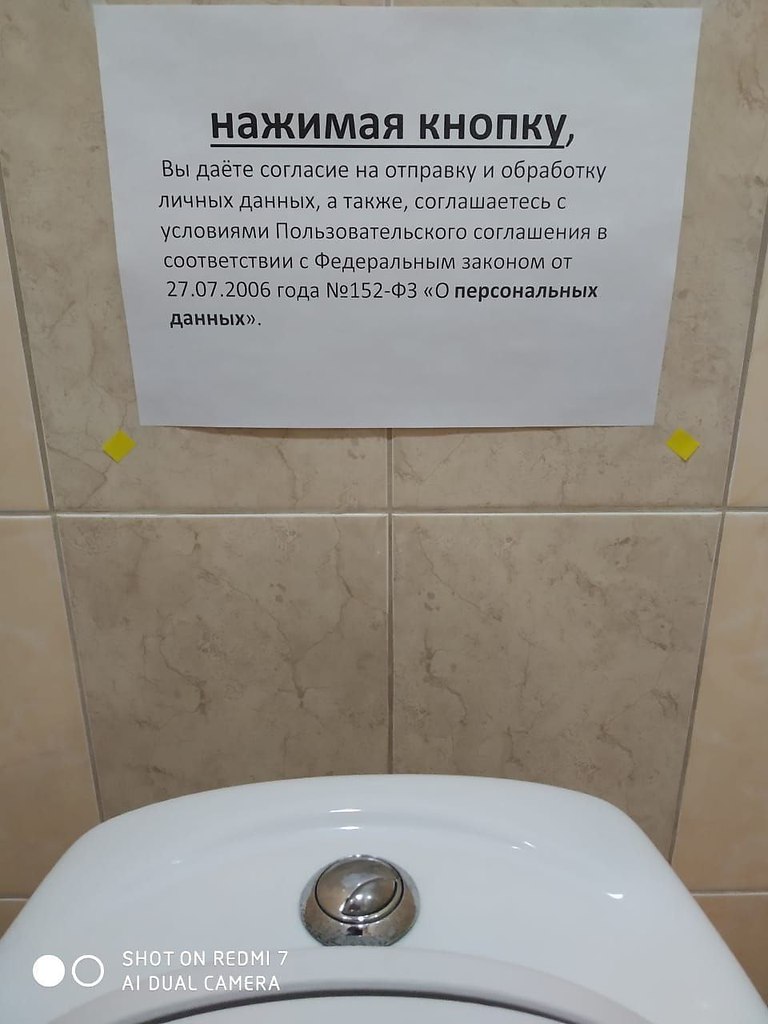 нажимая кнопку,
Вы даёте согласие на отправку и обработку
личных данных, а также, соглашаетесь с
условиями Пользовательского соглашения в
соответствии с Федеральным законом от
27.07.2006 года №152-ФЗ «О персональных
данных».
SHOT ON REDMI 7
AI DUAL CAMERA